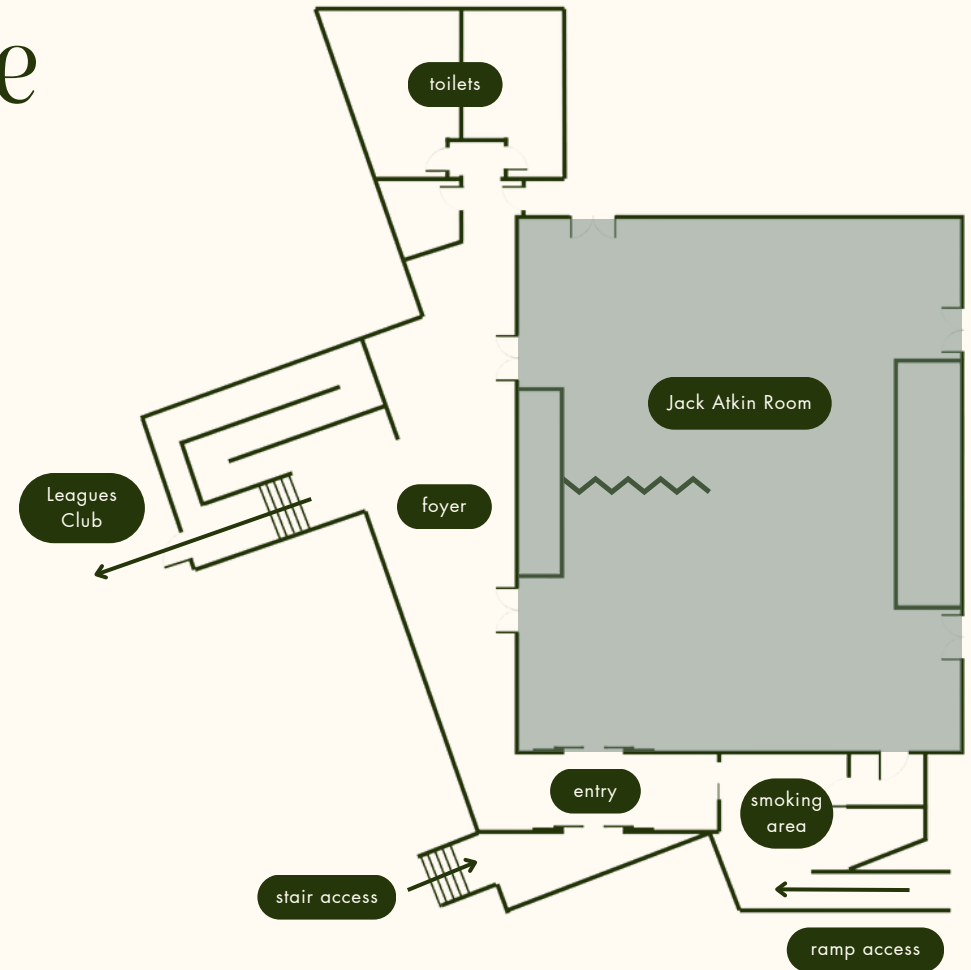 e
toilets
Jack Atkin Room
Leagues
Club
foyer
entry
smoking
area
stair access
ramp access